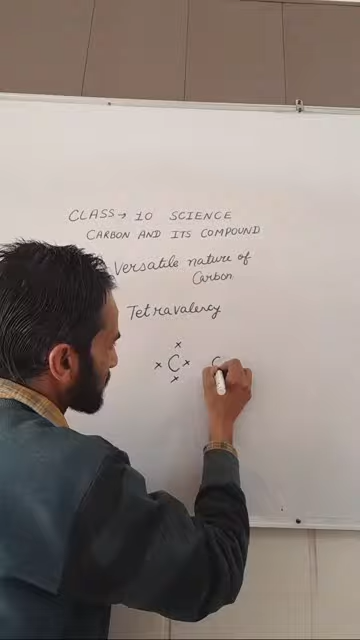 CLASS → 10 SCIENCE
CARBON AND ITS COMPOUND
Versatile nature of
Carbon
Tetravalency
x
x C x C
x